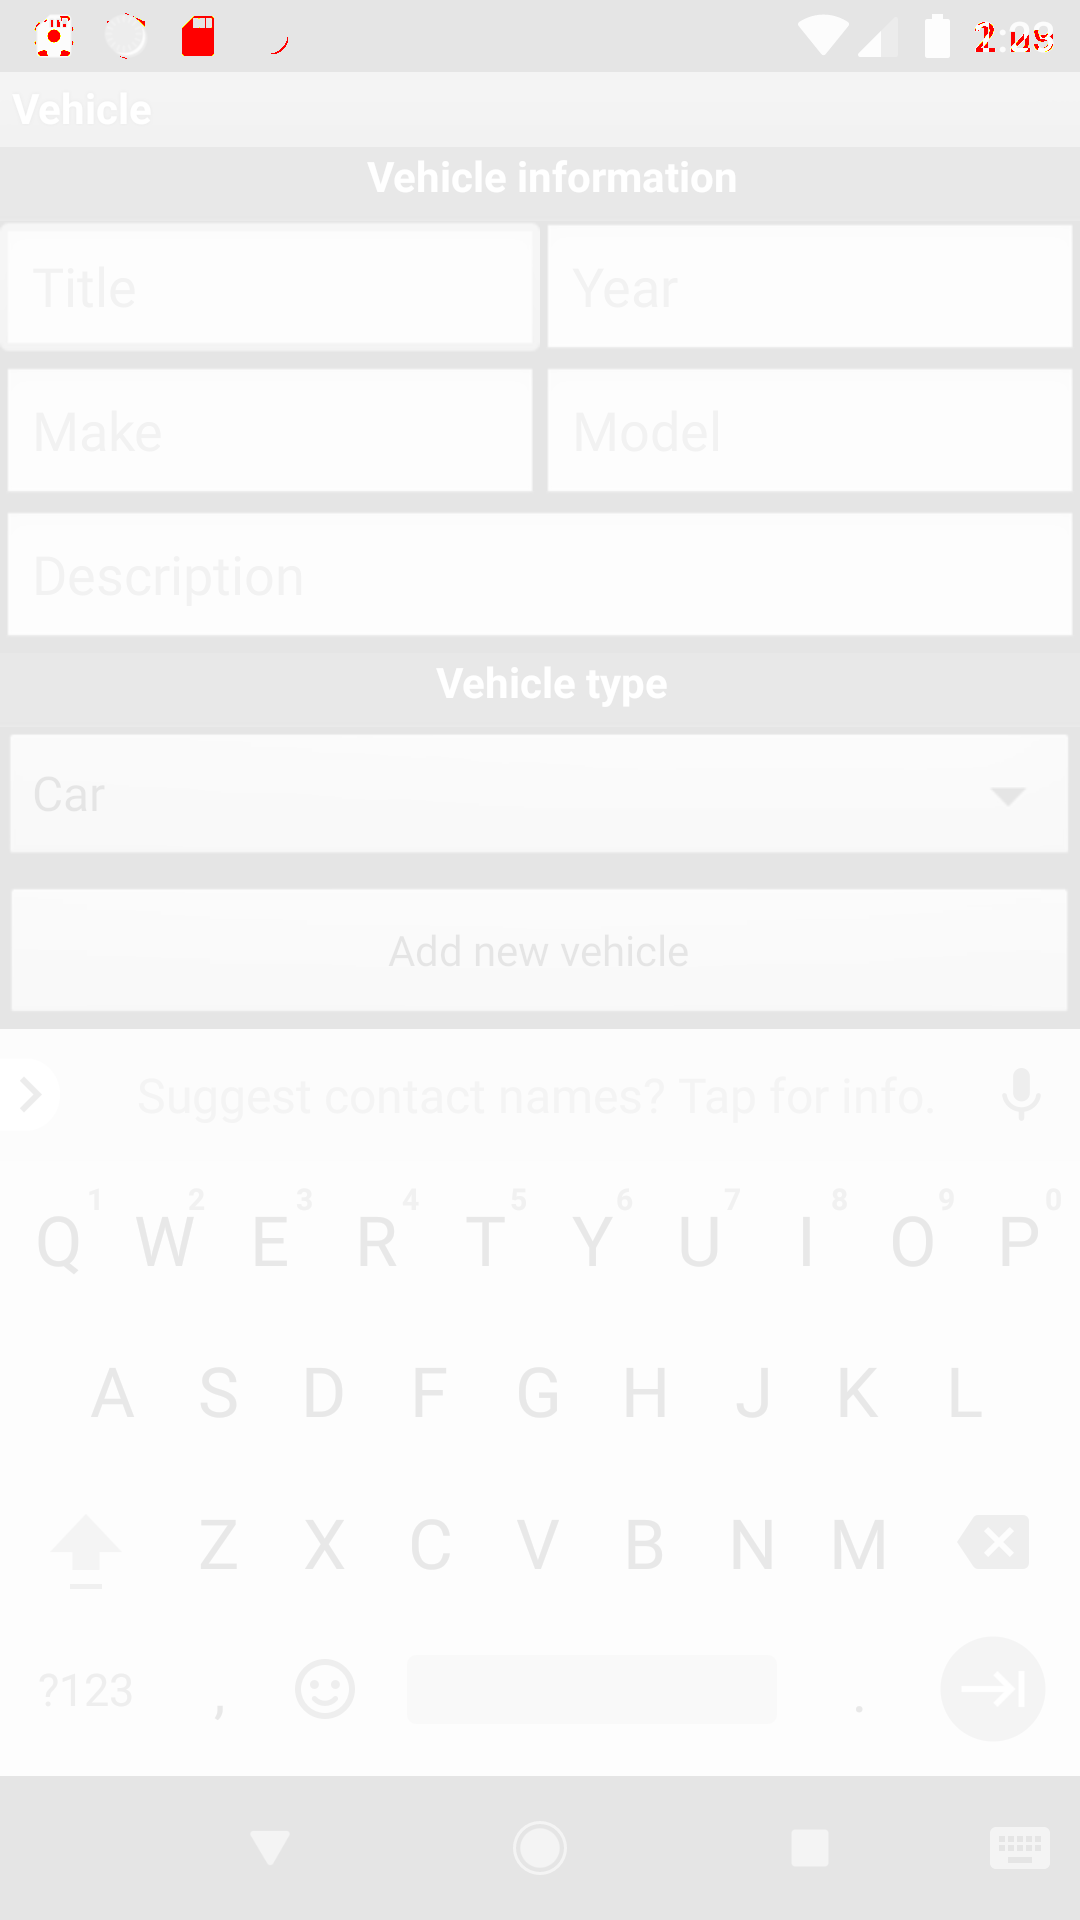 Vehicle
Vehicle information
Title
Year
Make
Model
Description
Vehicle type
Car
Add new vehicle
Suggest contact names? Tap for info.
1 2 3 4 5 6 7 8 9 0
Q W E R T Y U I O P
A S D F G H J K L
Z X C V B N M
?123 , .